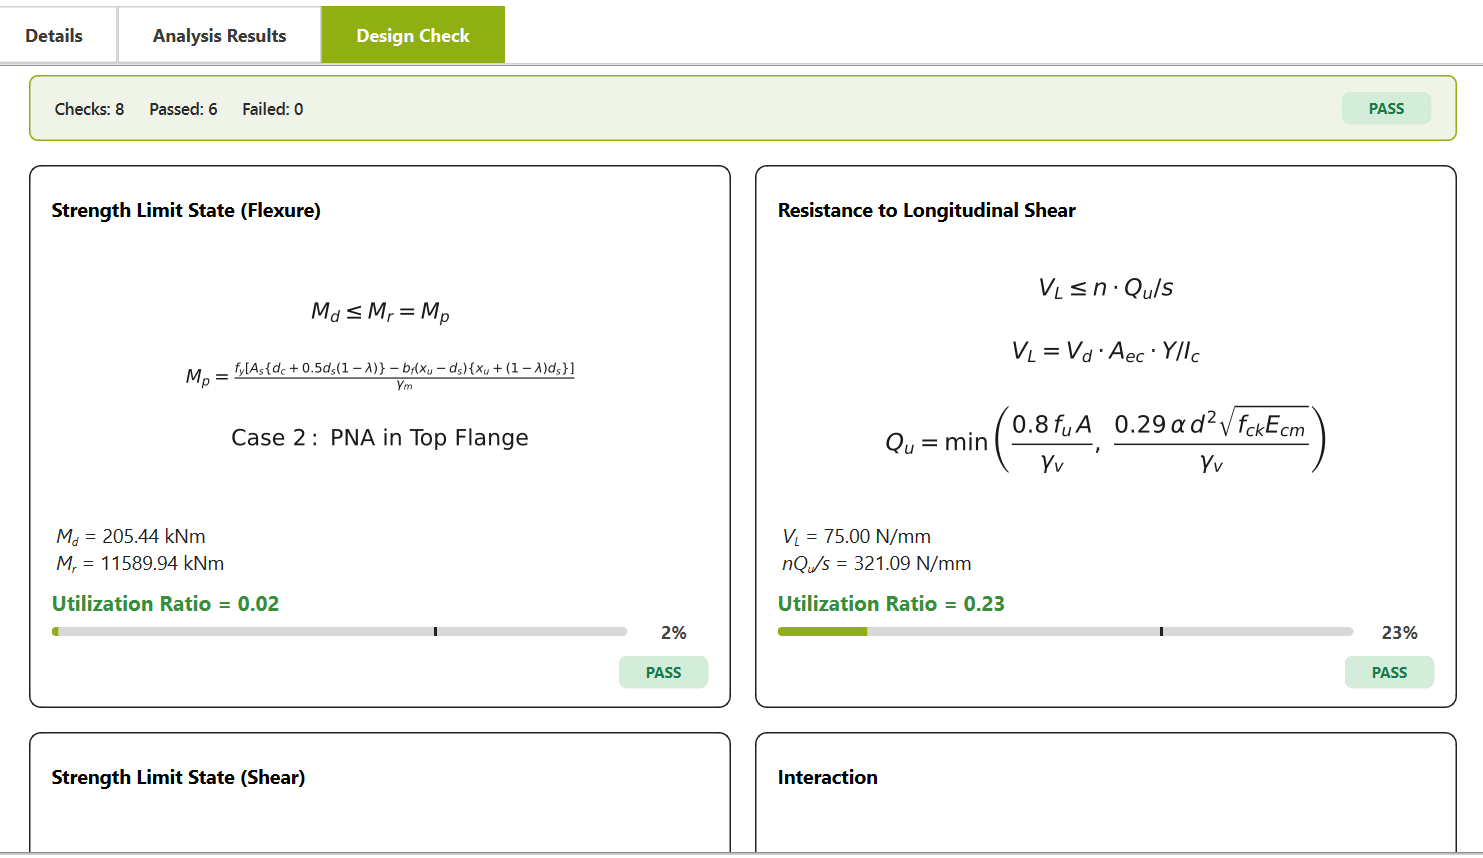 Details Analysis Results Design Check
Checks: 8 Passed: 6 Failed: 0 PASS
Strength Limit State (Flexure)
M_d ≤ M_r = M_p
M_p = f_y[A_s{d_c + 0.5d_s(1 − λ)} − b_f(x_u − d_s){x_u + (1 − λ)d_s}] / γ_m
Case 2 : PNA in Top Flange
M_d = 205.44 kNm
M_r = 11589.94 kNm
Utilization Ratio = 0.02
2%
PASS
Resistance to Longitudinal Shear
V_L ≤ n · Q_u/s
V_L = V_d · A_ec · Y/I_c
Q_u = min(0.8 f_u A / γ_v, 0.29 α d² √(f_ck E_cm) / γ_v)
V_L = 75.00 N/mm
nQ_u/s = 321.09 N/mm
Utilization Ratio = 0.23
23%
PASS
Strength Limit State (Shear)
Interaction